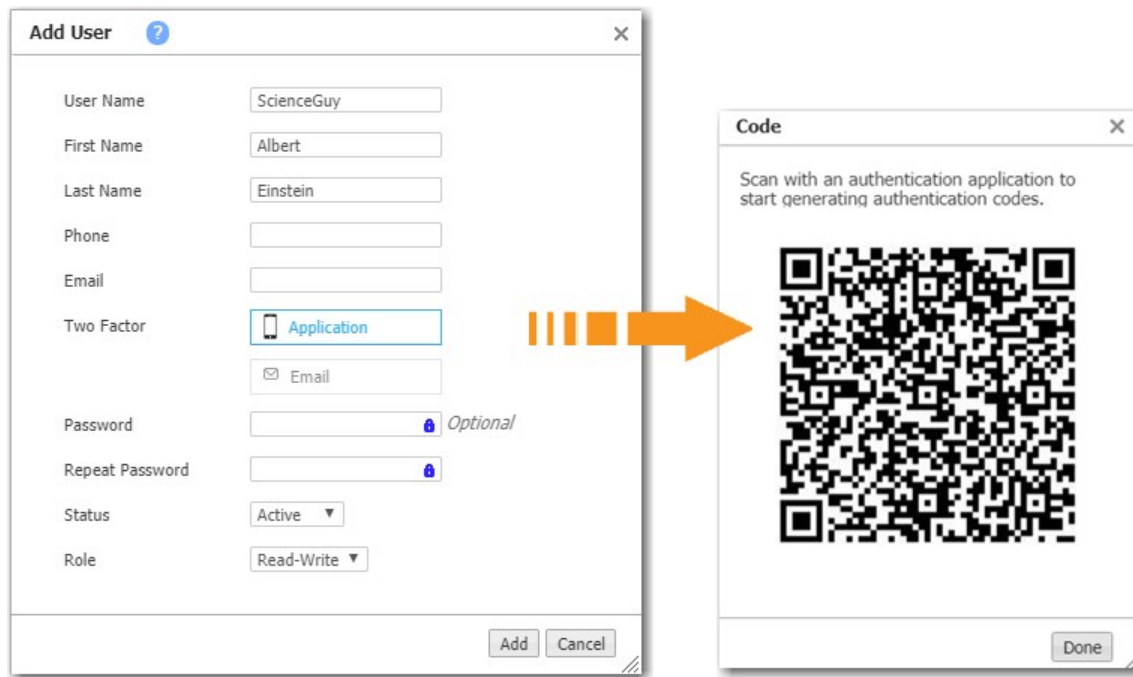 Add User ?
User Name ScienceGuy
First Name Albert
Last Name Einstein
Phone
Email
Two Factor Application
Email
Password Optional
Repeat Password
Status Active
Role Read-Write
Add Cancel
Code
Scan with an authentication application to
start generating authentication codes.
Done